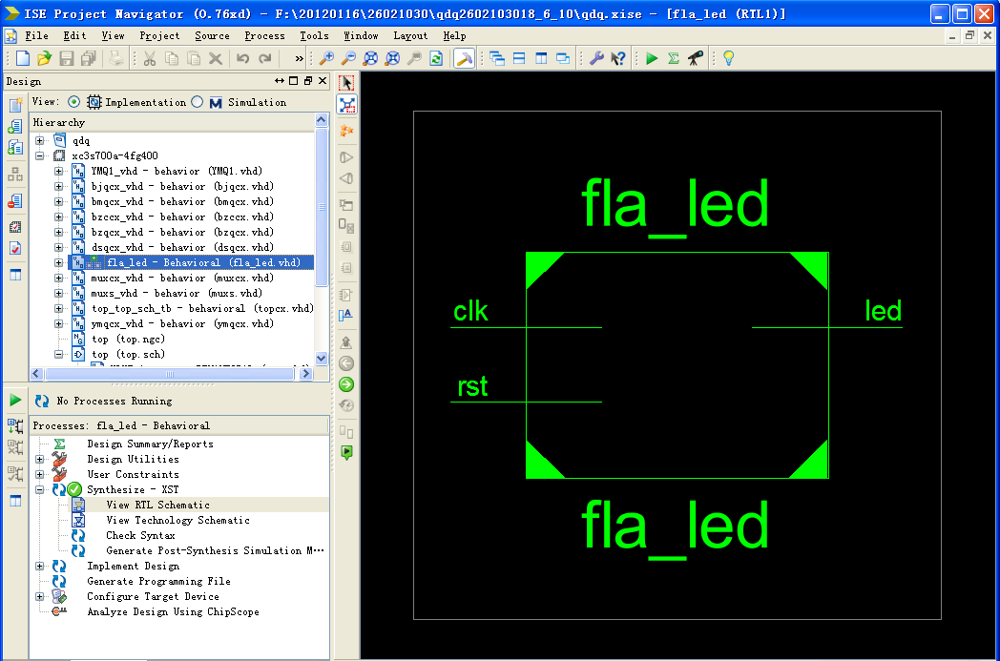 ISE Project Navigator (0.76xd) - F:\20120116\26021030\qdq2602103018_6_10\qdq.xise - [fla_led (RTL1)]
File Edit View Project Source Process Tools Window Layout Help
Design
View: Implementation Simulation
Hierarchy
qdq
xc3s700a-4fg400
YMQ1_vhd - behavior (YMQ1.vhd)
bjqcx_vhd - behavior (bjqcx.vhd)
bmqcx_vhd - behavior (bmqcx.vhd)
bzccx_vhd - behavior (bzccx.vhd)
bzqcx_vhd - behavior (bzqcx.vhd)
dsqcx_vhd - behavior (dsqcx.vhd)
fla_led - Behavioral (fla_led.vhd)
muxcx_vhd - behavior (muxcx.vhd)
muxs_vhd - behavior (muxs.vhd)
top_top_sch_tb - behavioral (topcx.vhd)
ymqcx_vhd - behavior (ymqcx.vhd)
top (top.ngc)
top (top.sch)
No Processes Running
Processes: fla_led - Behavioral
Design Summary/Reports
Design Utilities
User Constraints
Synthesize - XST
View RTL Schematic
View Technology Schematic
Check Syntax
Generate Post-Synthesis Simulation M...
Implement Design
Generate Programming File
Configure Target Device
Analyze Design Using ChipScope
fla_led
clk
led
rst
fla_led